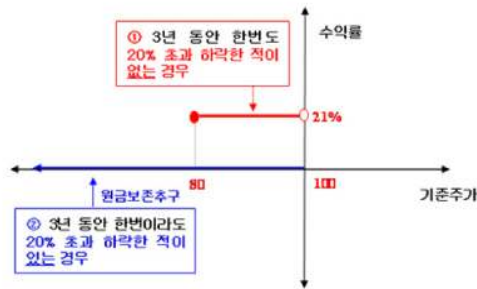 수익률
① 3년 동안 한번도
20% 초과 하락한 적이
없는 경우
21%
80
100
원금보존추구
기준주가
② 3년 동안 한번이라도
20% 초과 하락한 적이
있는 경우